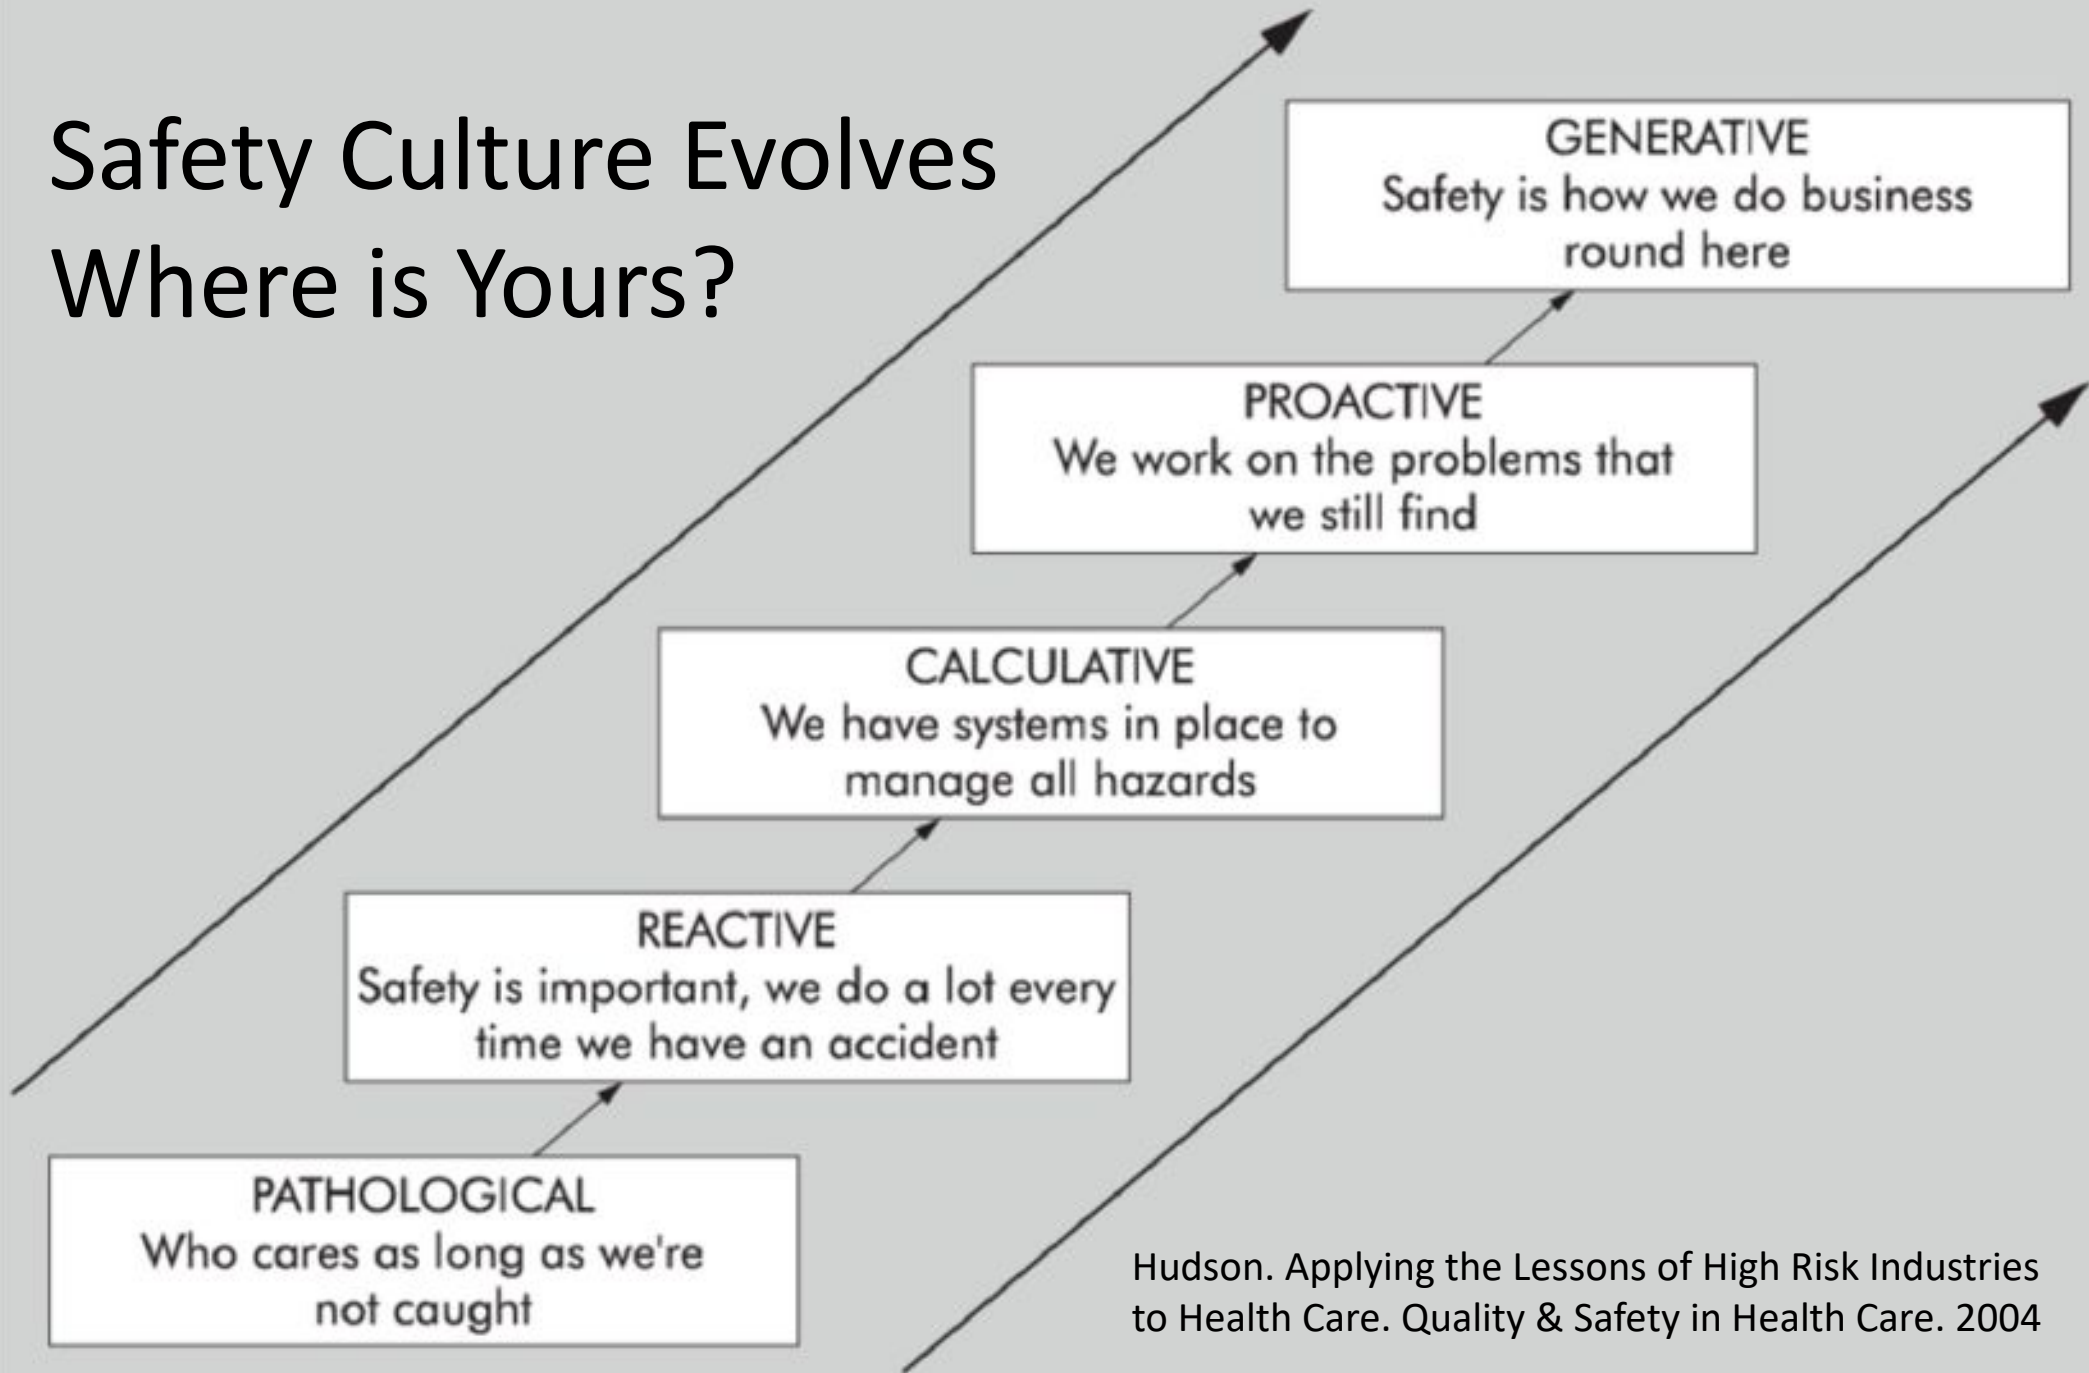 Safety Culture Evolves
Where is Yours?
GENERATIVE
Safety is how we do business
round here
PROACTIVE
We work on the problems that
we still find
CALCULATIVE
We have systems in place to
manage all hazards
REACTIVE
Safety is important, we do a lot every
time we have an accident
PATHOLOGICAL
Who cares as long as we're
not caught
Hudson. Applying the Lessons of High Risk Industries
to Health Care. Quality & Safety in Health Care. 2004